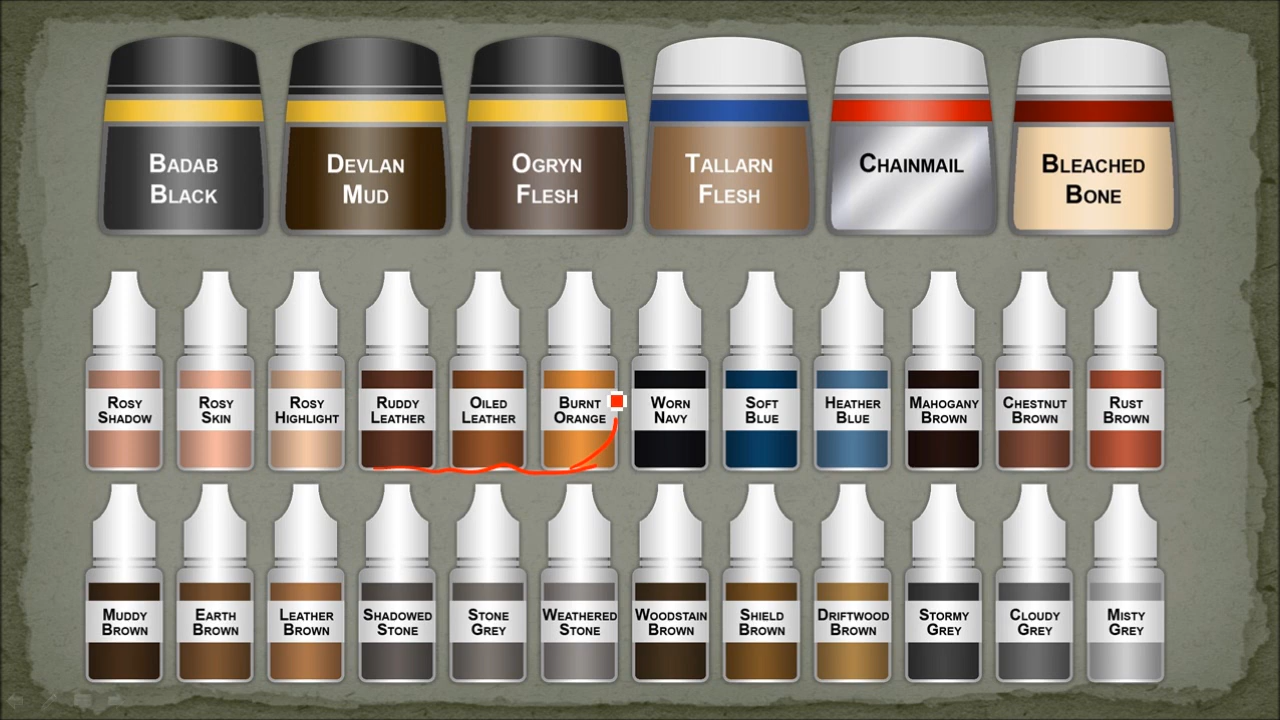 BADAB
BLACK
DEVLAN
MUD
OGRYN
FLESH
TALLARN
FLESH
CHAINMAIL
BLEACHED
BONE
ROSY
SHADOW
ROSY
SKIN
ROSY
HIGHLIGHT
RUDDY
LEATHER
OILED
LEATHER
BURNT
ORANGE
WORN
NAVY
SOFT
BLUE
HEATHER
BLUE
MAHOGANY
BROWN
CHESTNUT
BROWN
RUST
BROWN
MUDDY
BROWN
EARTH
BROWN
LEATHER
BROWN
SHADOWED
STONE
STONE
GREY
WEATHERED
STONE
WOODSTAIN
BROWN
SHIELD
BROWN
DRIFTWOOD
BROWN
STORMY
GREY
CLOUDY
GREY
MISTY
GREY